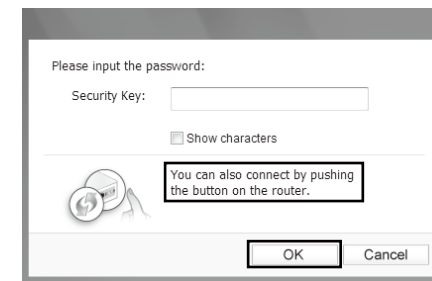 Please input the password:
Security Key:
Show characters
You can also connect by pushing
the button on the router.
OK Cancel